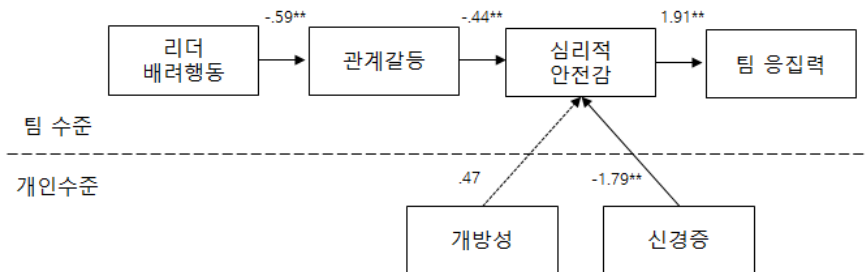 -.59**
-.44**
1.91**
리더
배려행동
관계갈등
심리적
안전감
팀 응집력
팀 수준
개인수준
.47
-1.79**
개방성
신경증